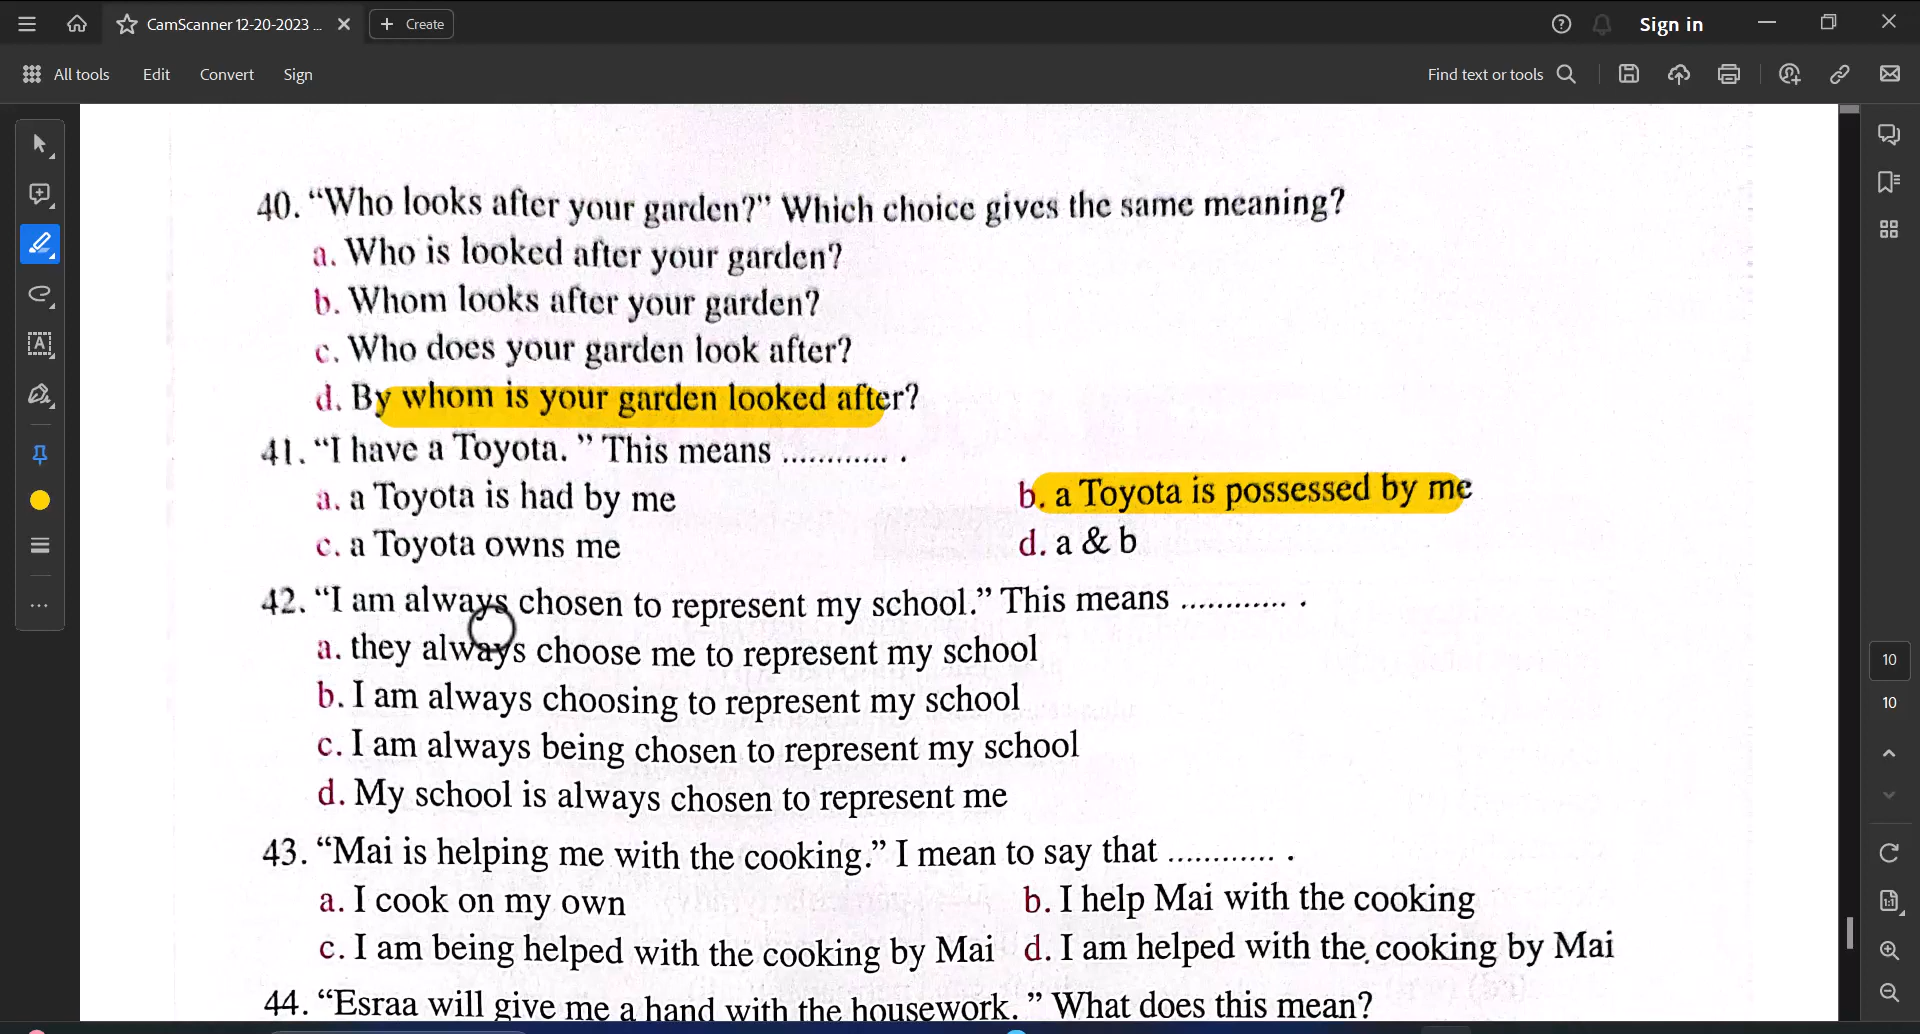 CamScanner 12-20-2023 ...
Create
Sign in
All tools
Edit
Convert
Sign
Find text or tools
40. “Who looks after your garden?” Which choice gives the same meaning?
a. Who is looked after your garden?
b. Whom looks after your garden?
c. Who does your garden look after?
d. By whom is your garden looked after?
41. “I have a Toyota. ” This means ............ .
a. a Toyota is had by me
b. a Toyota is possessed by me
c. a Toyota owns me
d. a & b
42. “I am always chosen to represent my school.” This means ............ .
a. they always choose me to represent my school
b. I am always choosing to represent my school
c. I am always being chosen to represent my school
d. My school is always chosen to represent me
43. “Mai is helping me with the cooking.” I mean to say that ............ .
a. I cook on my own
b. I help Mai with the cooking
c. I am being helped with the cooking by Mai
d. I am helped with the cooking by Mai
44. “Esraa will give me a hand with the housework. ” What does this mean?
10
10